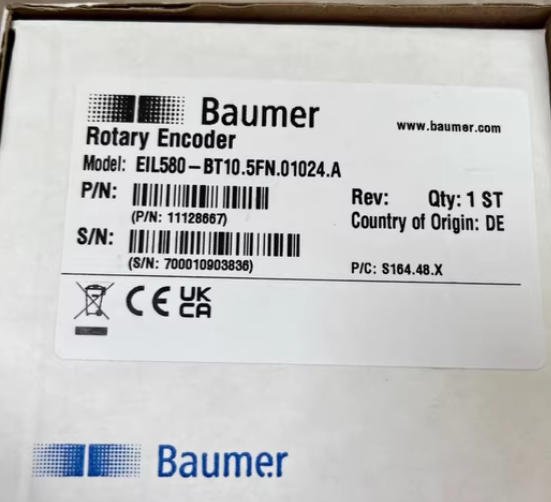 Baumer
www.baumer.com
Rotary Encoder
Model: EIL580-BT10.5FN.01024.A
P/N:
(P/N: 11128667)
Rev: Qty: 1 ST
Country of Origin: DE
S/N:
(S/N: 700010903836)
P/C: S164.48.X
CE UK
CA
Baumer